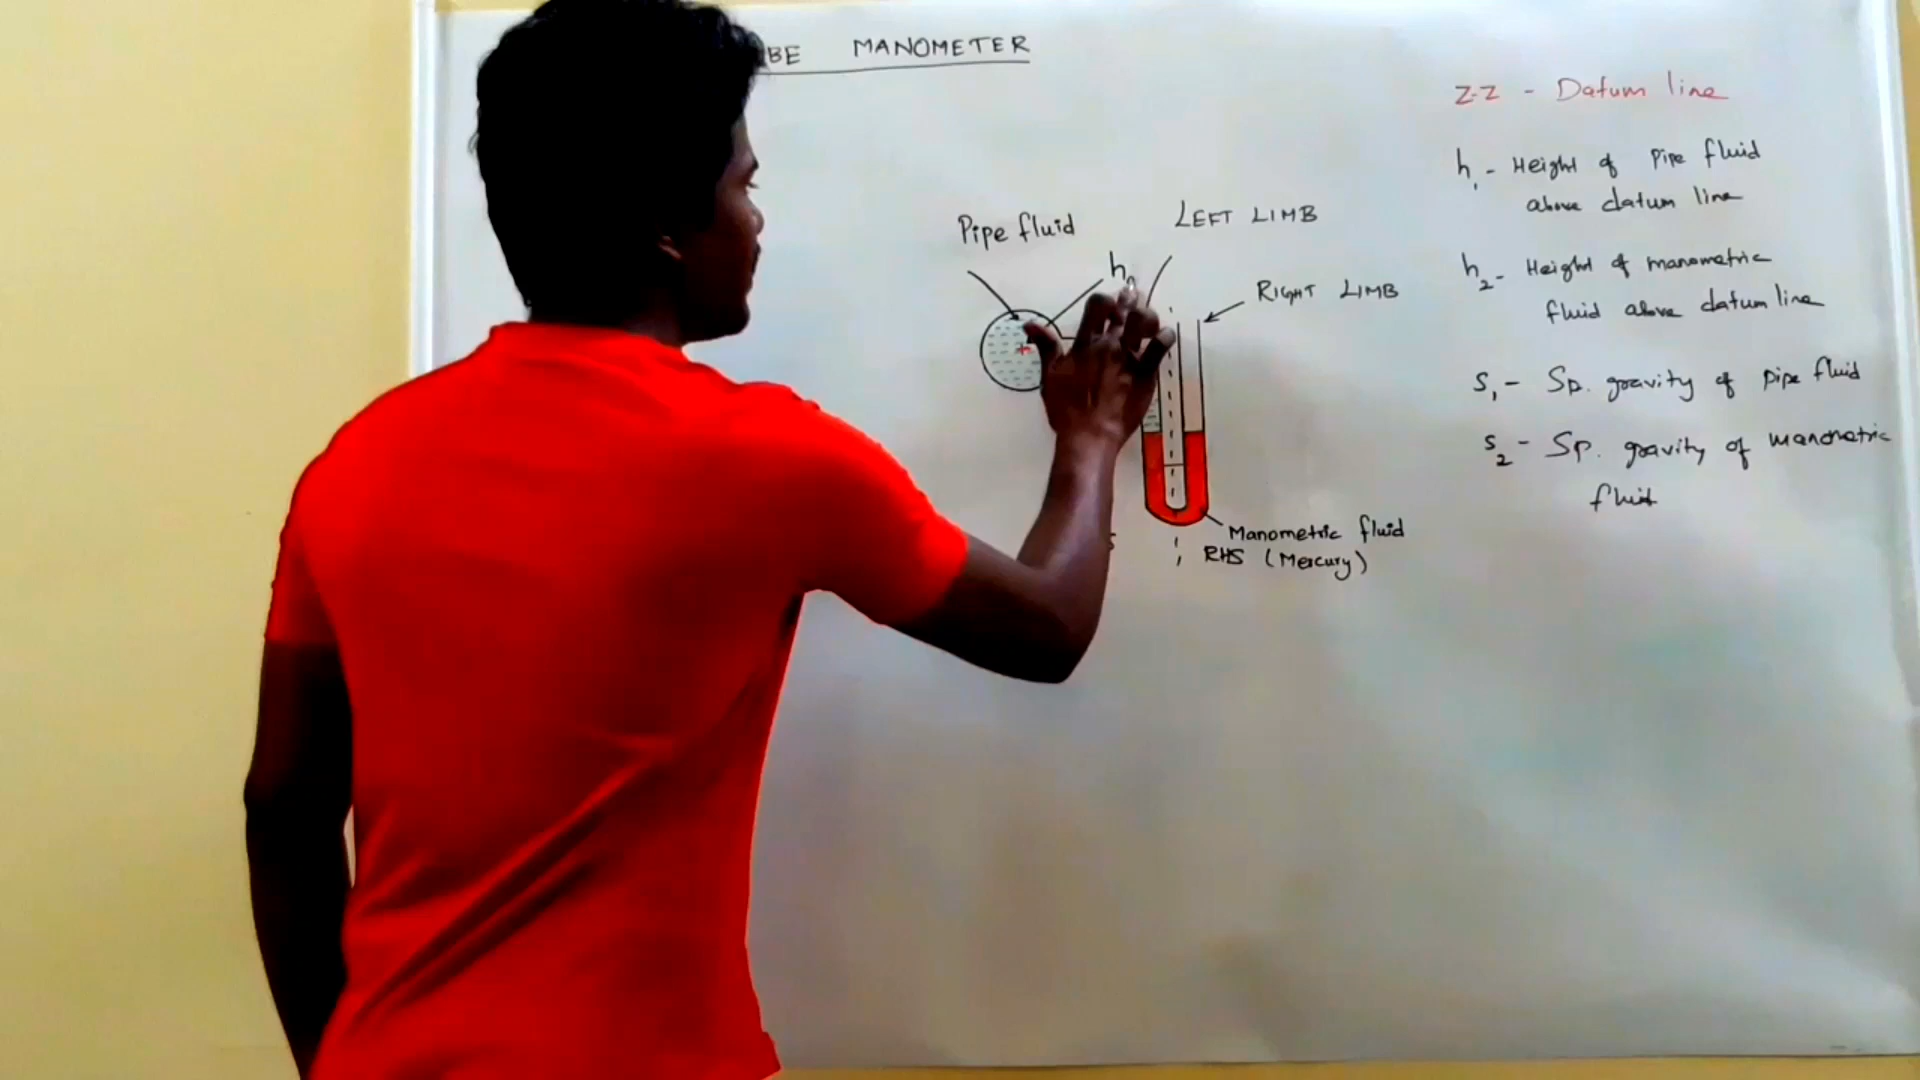 BE MANOMETER
Z-Z - Datum line
h1 - Height of Pipe fluid
above datum line
h2 - Height of manometric
fluid above datum line
S1 - Sp. gravity of Pipe fluid
S2 - Sp. gravity of manometric
fluid
Pipe fluid
LEFT LIMB
h
RIGHT LIMB
+
Manometric fluid
RHS (Mercury)